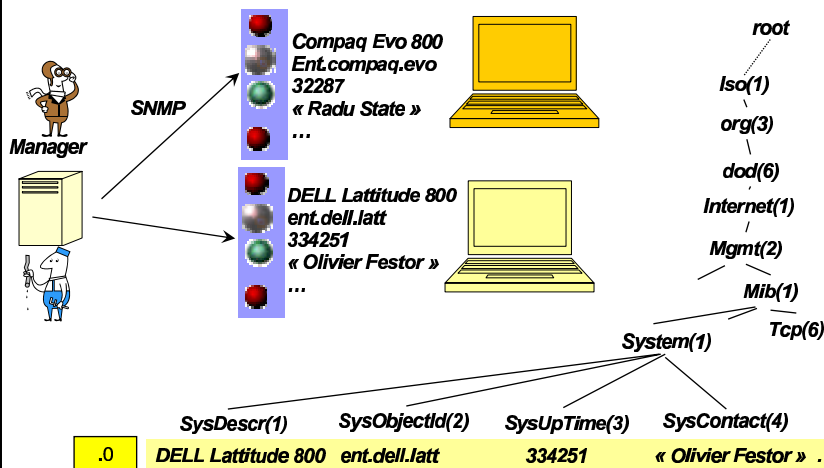 Compaq Evo 800
Ent.compaq.evo
32287
« Radu State »
...
SNMP
Manager
DELL Lattitude 800
ent.dell.latt
334251
« Olivier Festor »
...
root
Iso(1)
org(3)
dod(6)
Internet(1)
Mgmt(2)
Mib(1)
Tcp(6)
System(1)
SysDescr(1) SysObjectId(2) SysUpTime(3) SysContact(4)
.0 DELL Lattitude 800 ent.dell.latt 334251 « Olivier Festor » .